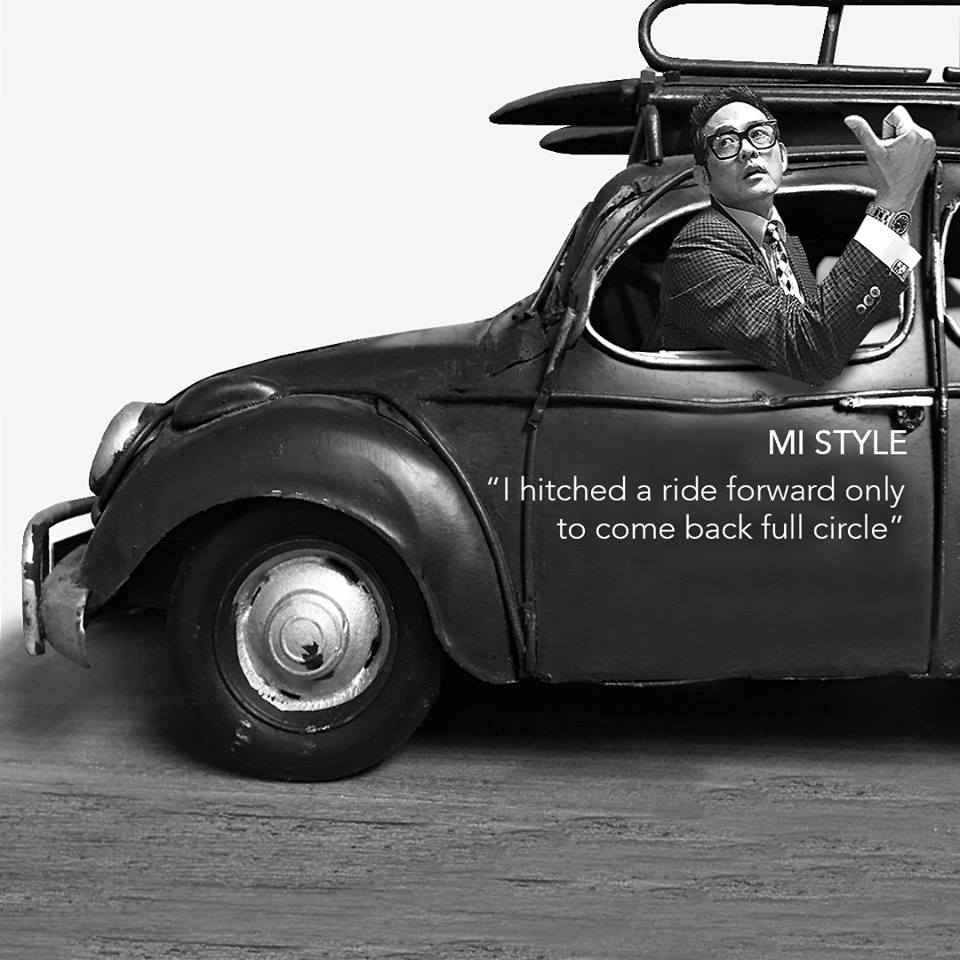 MI STYLE
“I hitched a ride forward only
to come back full circle”